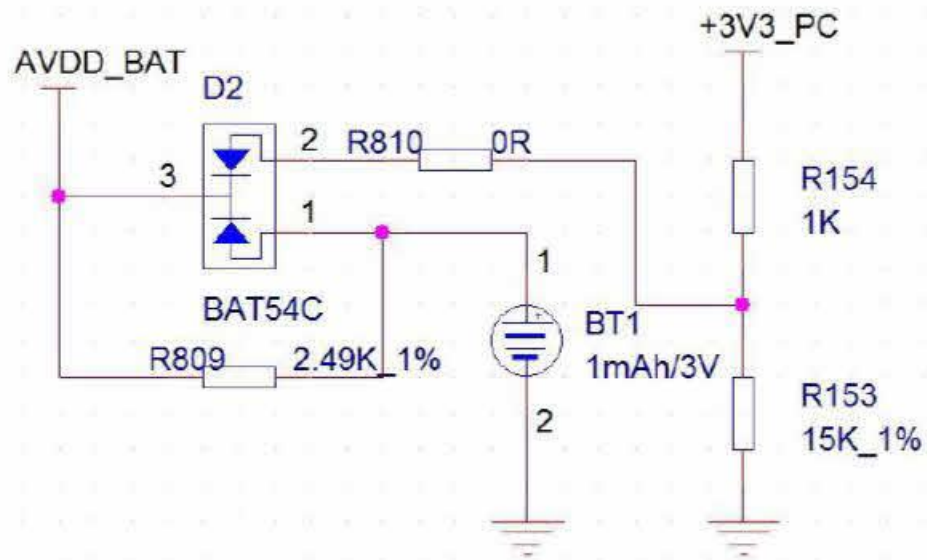 +3V3_PC
AVDD_BAT
D2
2
R810
0R
3
R154
1K
1
1
BAT54C
BT1
1mAh/3V
R809
2.49K_1%
R153
15K_1%
2